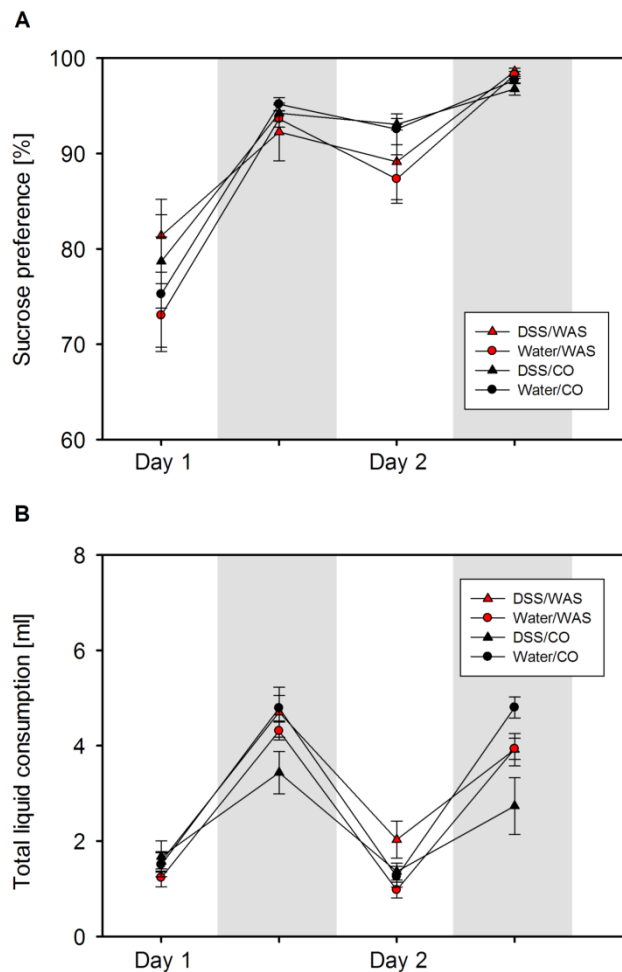 A
100
90
80
70
60
Sucrose preference [%]
DSS/WAS
Water/WAS
DSS/CO
Water/CO
Day 1
Day 2
B
8
6
4
2
0
Total liquid consumption [ml]
DSS/WAS
Water/WAS
DSS/CO
Water/CO
Day 1
Day 2